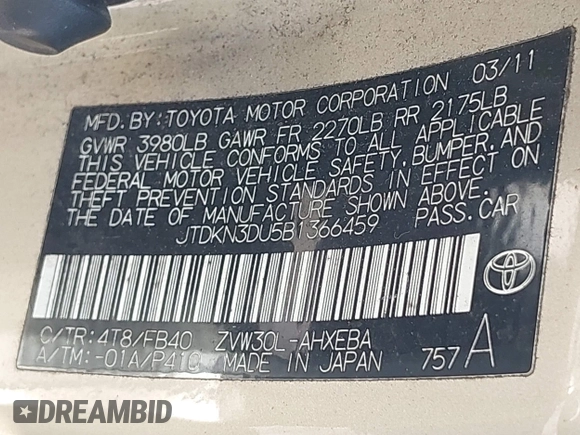 MFD.BY:TOYOTA MOTOR CORPORATION 03/11
GVWR 3980LB GAWR FR 2270LB RR 2175LB
THIS VEHICLE CONFORMS TO ALL APPLICABLE
FEDERAL MOTOR VEHICLE SAFETY,BUMPER,AND
THEFT PREVENTION STANDARDS IN EFFECT ON
THE DATE OF MANUFACTURE SHOWN ABOVE.
JTDKN3DU5B1366459 PASS.CAR
C/TR:4T8/FB40 ZVW30L-AHXEBA
A/TM:-01A/P410 MADE IN JAPAN 757A
DREAMBID